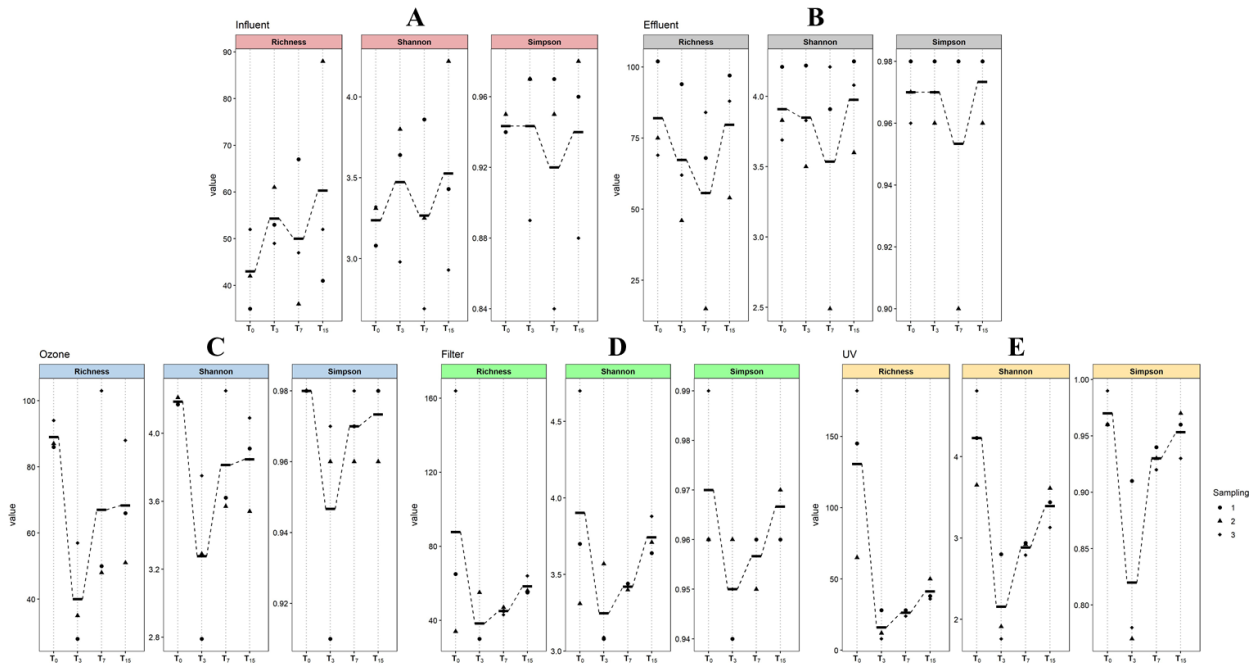 A
Influent
Richness Shannon Simpson
value
90
80
70
60
50
40
4.0
3.5
3.0
0.96
0.92
0.88
0.84
T0 T3 T7 T15 T0 T3 T7 T15 T0 T3 T7 T15
B
Effluent
Richness Shannon Simpson
value
100
75
50
25
4.0
3.5
3.0
2.5
0.98
0.96
0.94
0.92
0.90
T0 T3 T7 T15 T0 T3 T7 T15 T0 T3 T7 T15
C
Ozone
Richness Shannon Simpson
value
100
80
60
40
4.0
3.6
3.2
2.8
0.98
0.96
0.94
0.92
T0 T3 T7 T15 T0 T3 T7 T15 T0 T3 T7 T15
D
Filter
Richness Shannon Simpson
value
160
120
80
40
4.5
4.0
3.5
3.0
0.99
0.98
0.97
0.96
0.95
0.94
T0 T3 T7 T15 T0 T3 T7 T15 T0 T3 T7 T15
E
UV
Richness Shannon Simpson
value
150
100
50
0
4
3
2
1.00
0.95
0.90
0.85
0.80
T0 T3 T7 T15 T0 T3 T7 T15 T0 T3 T7 T15
Sampling
1
2
3